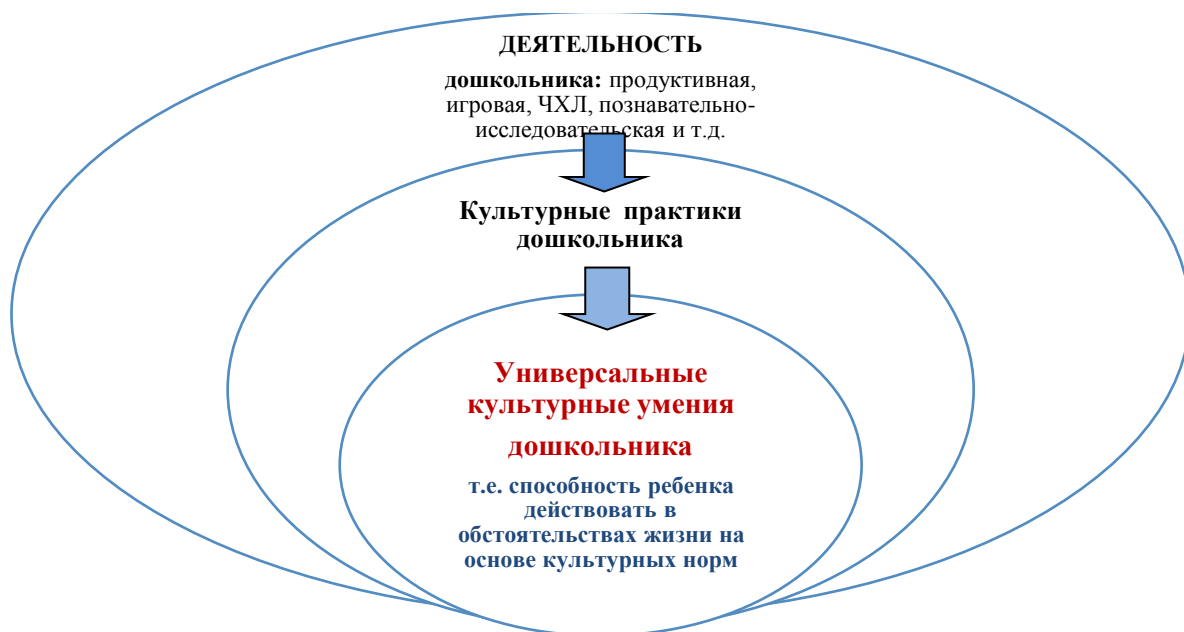 ДЕЯТЕЛЬНОСТЬ
дошкольника: продуктивная,
игровая, ЧХЛ, познавательно-
исследовательская и т.д.
Культурные практики
дошкольника
Универсальные
культурные умения
дошкольника
т.е. способность ребенка
действовать в
обстоятельствах жизни на
основе культурных норм